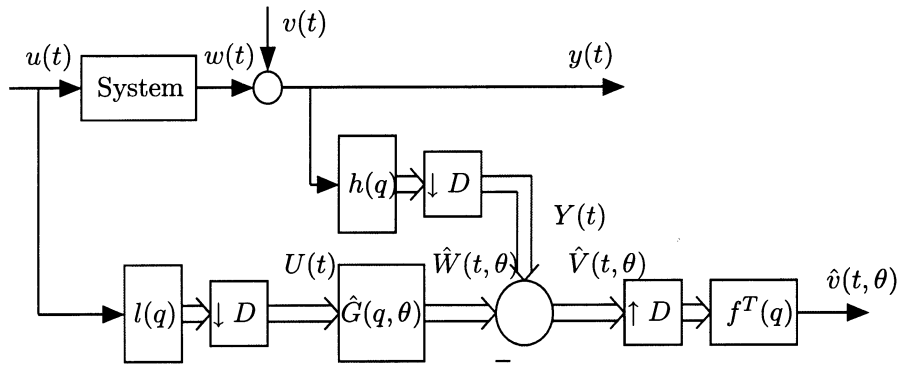 v(t)
u(t)
w(t)
y(t)
System
h(q)
↓ D
Y(t)
U(t)
Ŵ(t, θ)
V̂(t, θ)
v̂(t, θ)
l(q)
↓ D
Ĝ(q, θ)
↑ D
f^T(q)
−